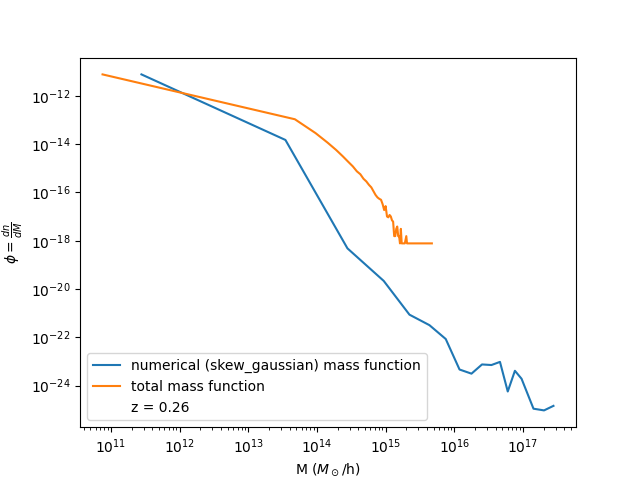 10⁻¹²
10⁻¹⁴
10⁻¹⁶
10⁻¹⁸
10⁻²⁰
10⁻²²
10⁻²⁴
ϕ = dn/dM
numerical (skew_gaussian) mass function
total mass function
z = 0.26
10¹¹ 10¹² 10¹³ 10¹⁴ 10¹⁵ 10¹⁶ 10¹⁷
M (M⊙/h)